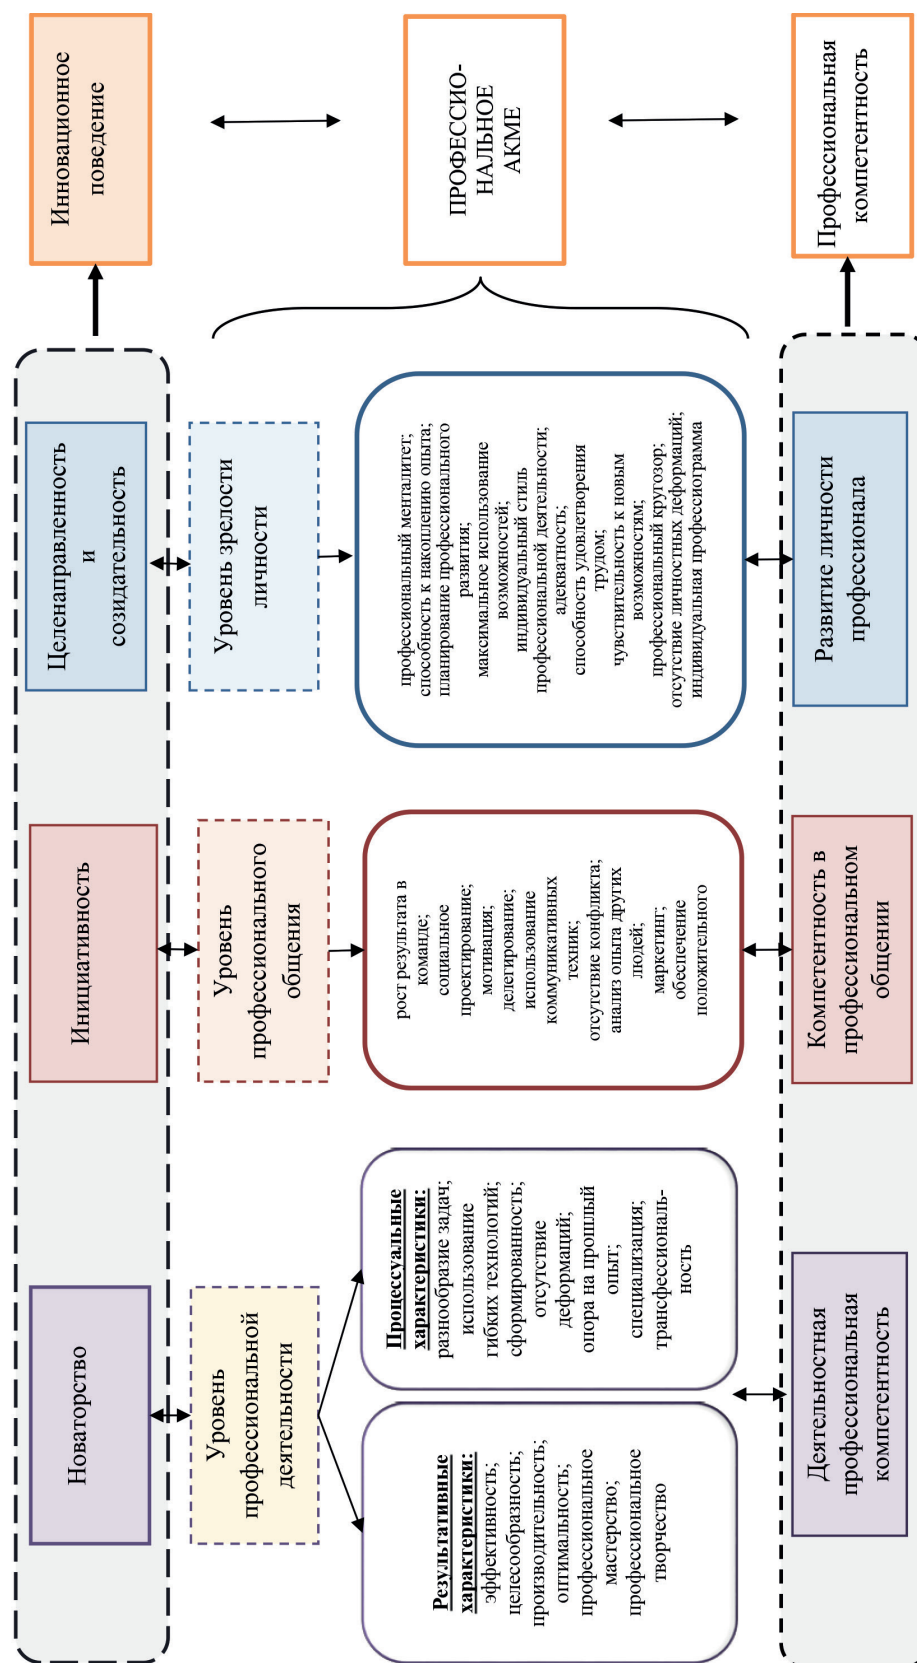 Новаторство
Инициативность
Целенаправленность
и
созидательность
Инновационное
поведение
Уровень
профессиональной
деятельности
Уровень
профессионального
общения
Уровень зрелости
личности
Результативные
характеристики:
эффективность;
целесообразность;
производительность;
оптимальность;
профессиональное
мастерство;
профессиональное
творчество
Процессуальные
характеристики:
разнообразие задач;
использование
гибких технологий;
сформированность;
отсутствие
деформаций;
опора на прошлый
опыт;
специализация;
трансфессиональ-
ность
рост результата в
команде;
социальное
проектирование;
мотивация;
делегирование;
использование
коммуникативных
техник;
отсутствие конфликта;
анализ опыта других
людей;
маркетинг;
обеспечение
положительного
профессиональный менталитет;
способность к накоплению опыта;
планирование профессионального
развития;
максимальное использование
возможностей;
индивидуальный стиль
профессиональной деятельности;
адекватность;
способность удовлетворения
трудом;
чувствительность к новым
возможностям;
профессиональный кругозор;
отсутствие личностных деформаций;
индивидуальная профессиограмма
ПРОФЕССИО-
НАЛЬНОЕ
АКМЕ
Деятельностная
профессиональная
компетентность
Компетентность в
профессиональном
общении
Развитие личности
профессионала
Профессиональная
компетентность